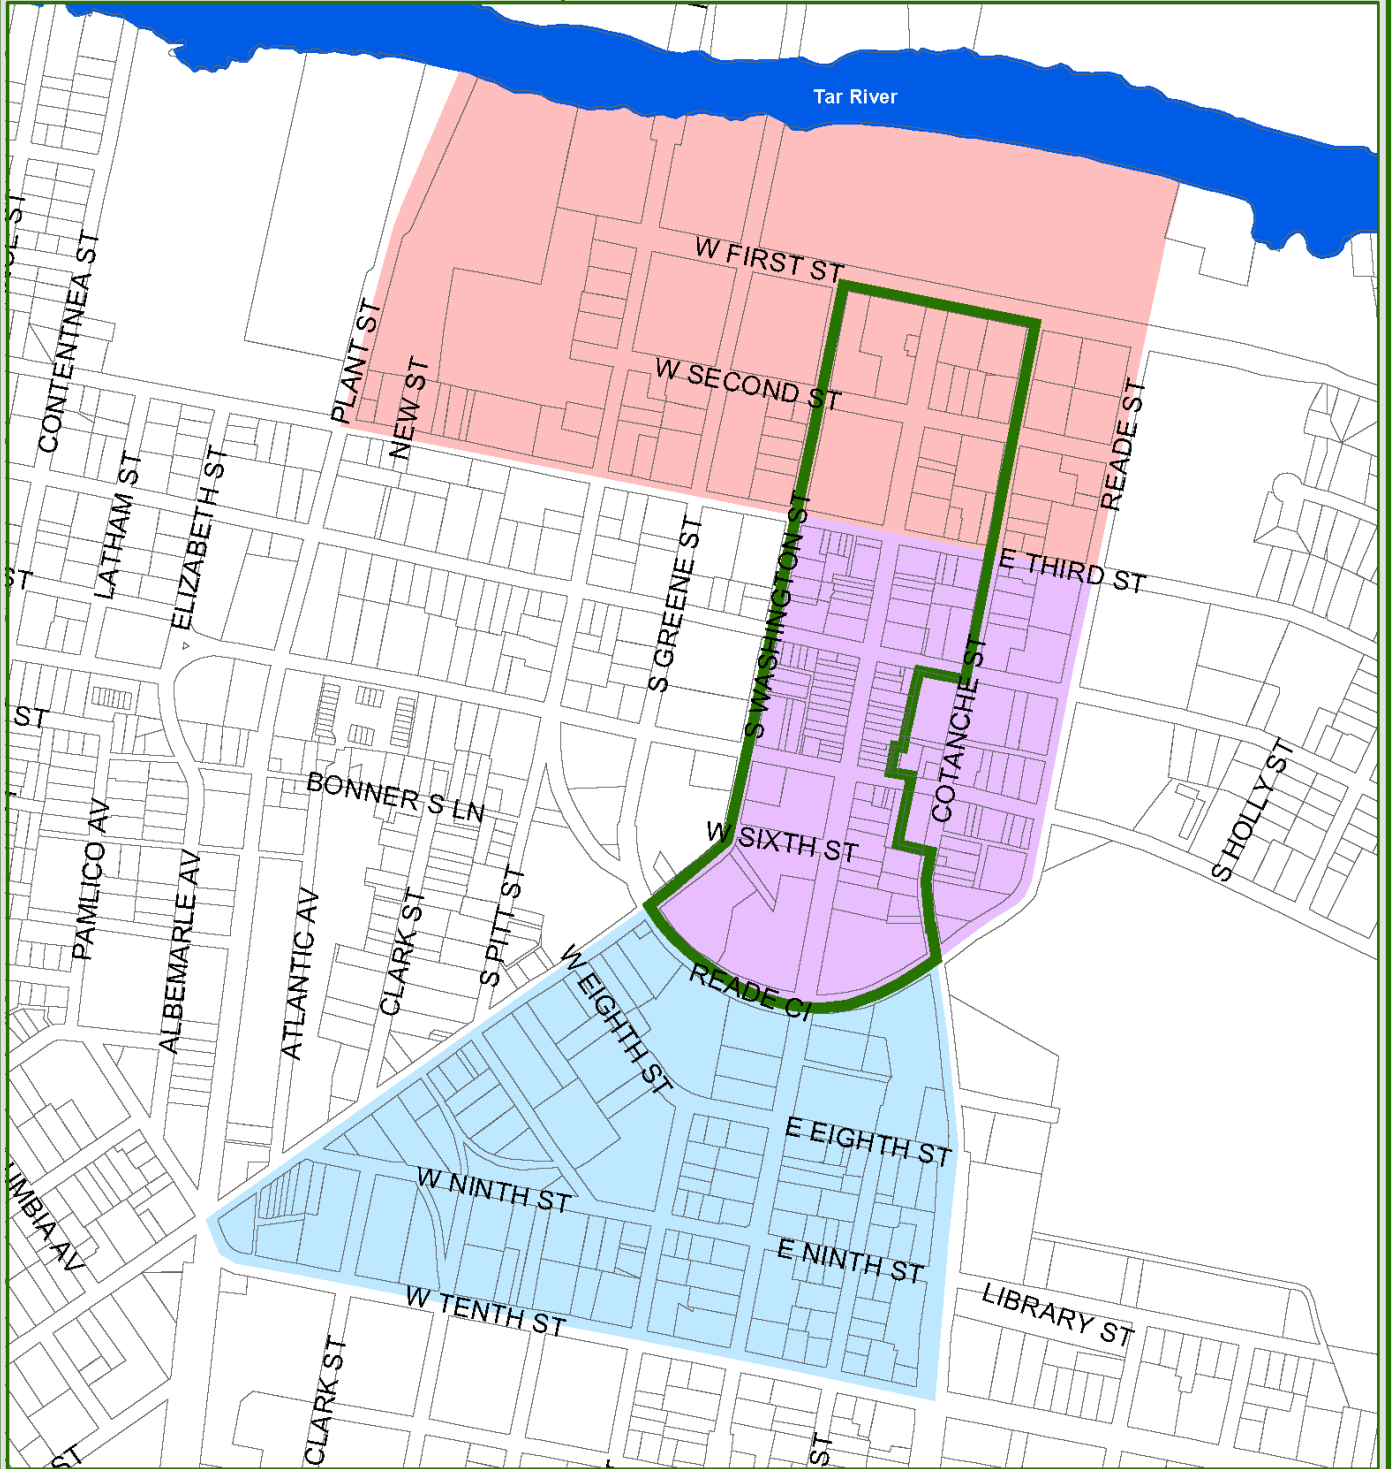 Tar River
W FIRST ST
CONTENTNEA ST
PLANT ST
NEW ST
W SECOND ST
READE ST
LATHAM ST
ELIZABETH ST
S GREENE ST
S WASHINGTON ST
E THIRD ST
ST
ST
COTANCHE ST
BONNER S LN
W SIXTH ST
S HOLLY ST
PAMLICO AV
ALBEMARLE AV
ATLANTIC AV
CLARK ST
S PITT ST
W EIGHTH ST
READE CI
E EIGHTH ST
UMBIA AV
W NINTH ST
E NINTH ST
W TENTH ST
LIBRARY ST
CLARK ST
ST
ST